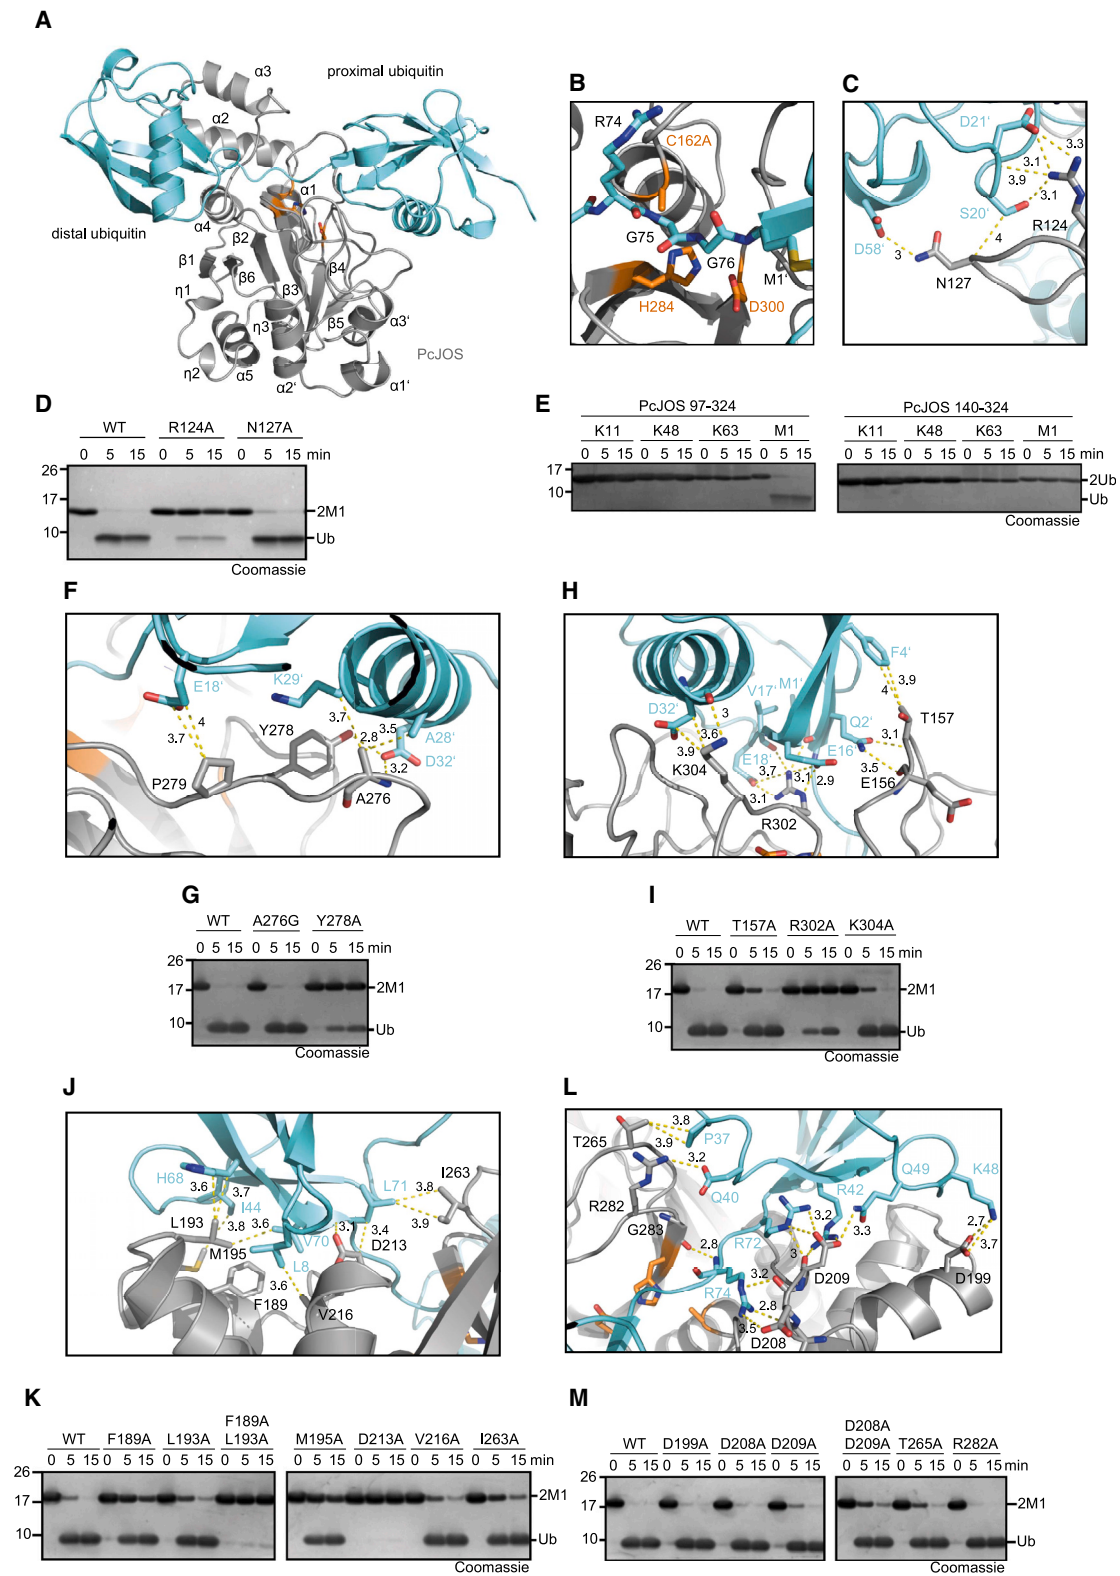 A
α3
proximal ubiquitin
α2
α1
distal ubiquitin
α4
β2
β1
β6
β4
β3
η1
η3
β5
α3'
PcJOS
η2
α5
α2'
α1'
B
R74
C162A
G75
G76
M1'
H284
D300
C
D21'
3.3
3.1
3.9
S20'
3.1
R124
D58'
4
3
N127
D
WT R124A N127A
0 5 15 0 5 15 0 5 15 min
26
17
2M1
10
Ub
Coomassie
E
PcJOS 97-324 PcJOS 140-324
K11 K48 K63 M1 K11 K48 K63 M1
0 5 15 0 5 15 0 5 15 0 5 15 0 5 15 0 5 15 0 5 15 0 5 15 min
17
2Ub
10
Ub
Coomassie
F
E18'
K29'
4
3.7
Y278
3.7
3.5
2.8
A28'
D32'
3.2
P279
A276
H
F4'
3.9
4
V17'
M1'
D32'
3
T157
Q2'
3.6
3.1
3.9
E18'
E16'
K304
3.7
3.5
3.1
2.9
E156
3.1
R302
G
WT A276G Y278A
0 5 15 0 5 15 0 5 15 min
26
2M1
17
10
Ub
Coomassie
I
WT T157A R302A K304A
0 5 15 0 5 15 0 5 15 0 5 15 min
26
2M1
17
10
Ub
Coomassie
J
H68
3.6
3.7
I44
L71
I263
3.8
L193
3.8
3.6
3.9
V70
3.1
3.4
M195
D213
L8
3.6
F189
V216
L
T265
3.8
P37
3.9
3.2
Q40
R42
Q49
K48
R282
3.2
G283
3.3
2.7
R72
3.7
2.8
3
3.2
D209
D199
R74
2.8
3.5
D208
K
WT F189A L193A F189A L193A M195A D213A V216A I263A
0 5 15 0 5 15 0 5 15 0 5 15 0 5 15 0 5 15 0 5 15 0 5 15 min
26
2M1
17
10
Ub
Coomassie
M
WT D199A D208A D209A D208A D209A T265A R282A
0 5 15 0 5 15 0 5 15 0 5 15 0 5 15 0 5 15 0 5 15 min
26
2M1
17
10
Ub
Coomassie